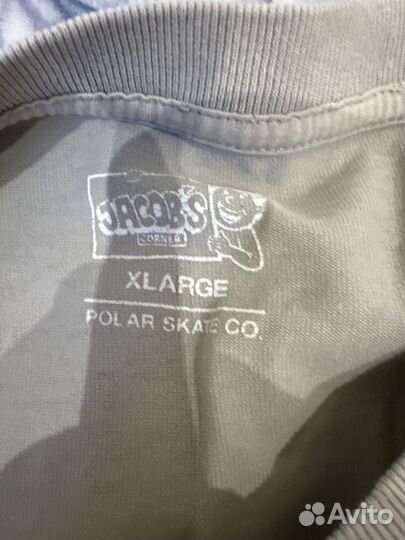 JACOB'S
CORNER
XLARGE
POLAR SKATE CO.
Avito